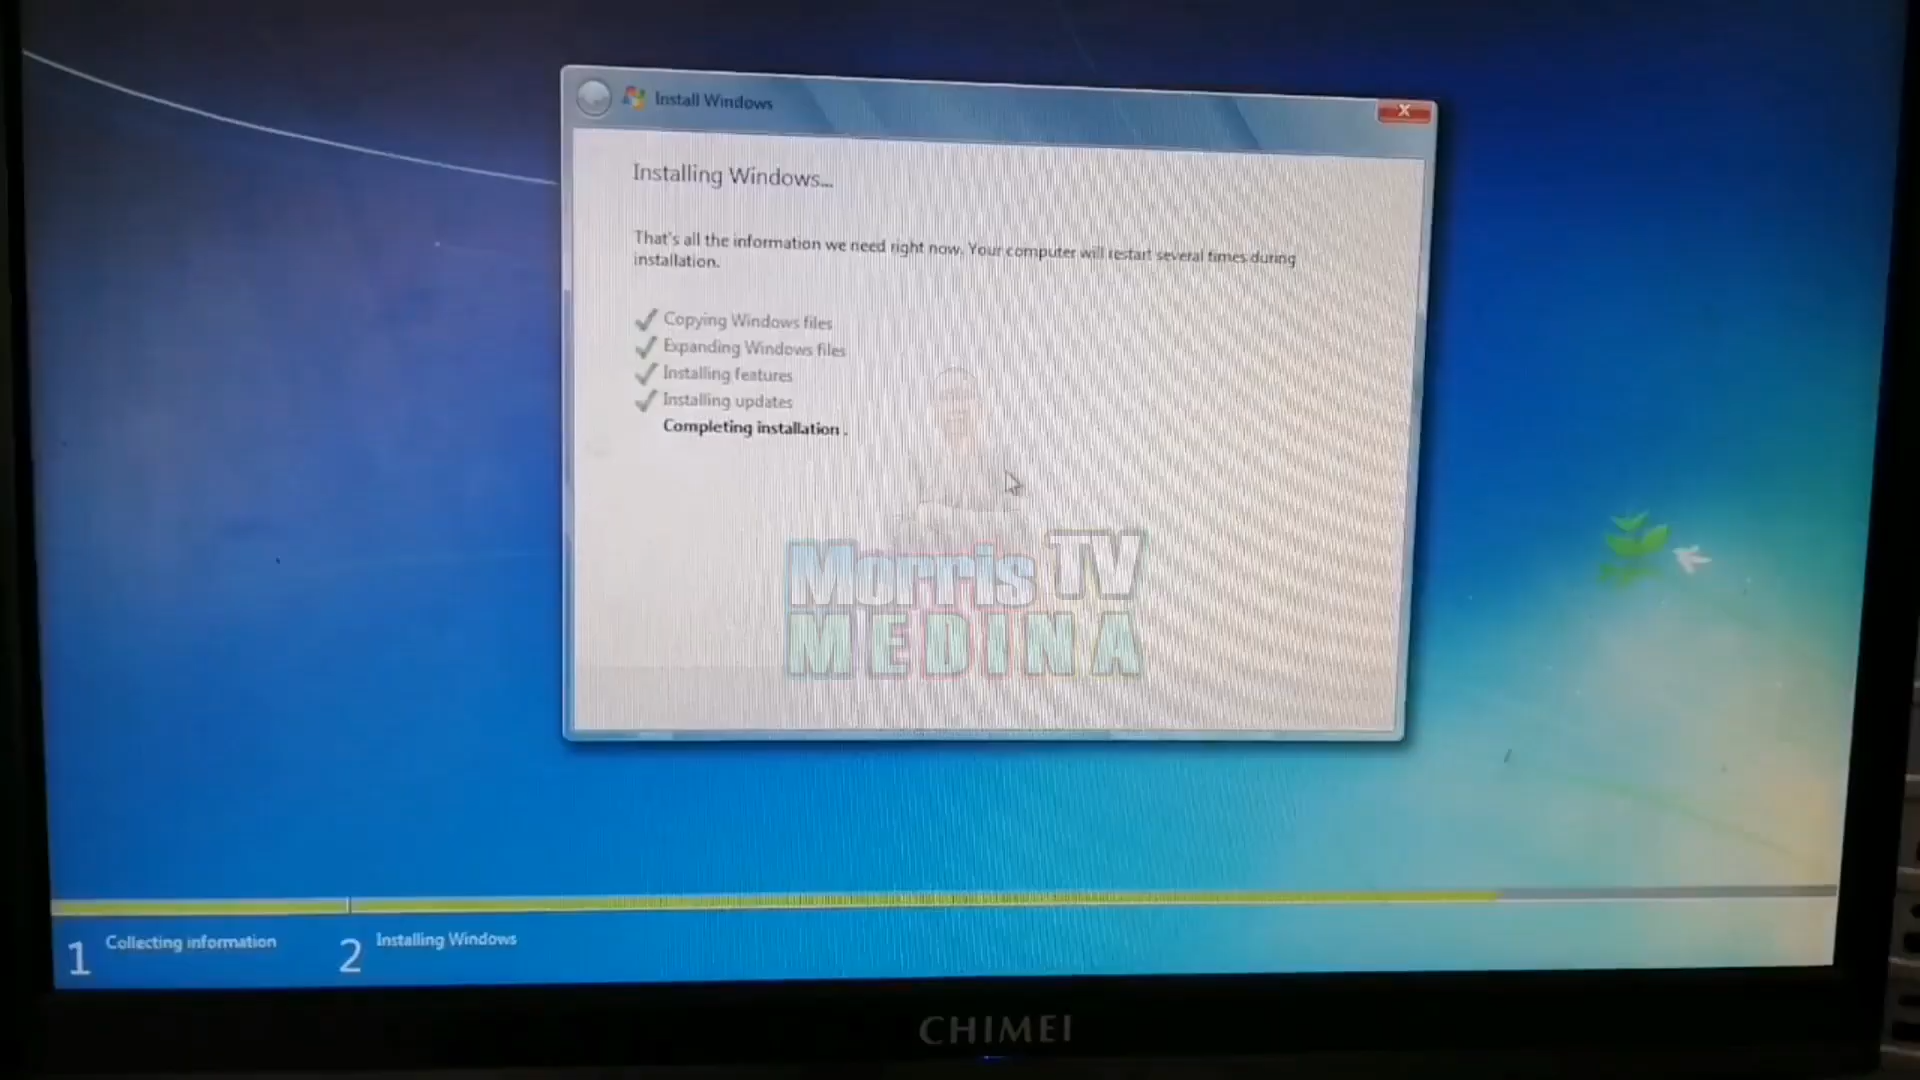 Install Windows
Installing Windows...
That's all the information we need right now. Your computer will restart several times during
installation.
Copying Windows files
Expanding Windows files
Installing features
Installing updates
Completing installation .
Morris TV
MEDINA
1 Collecting information
2 Installing Windows
CHIMEI